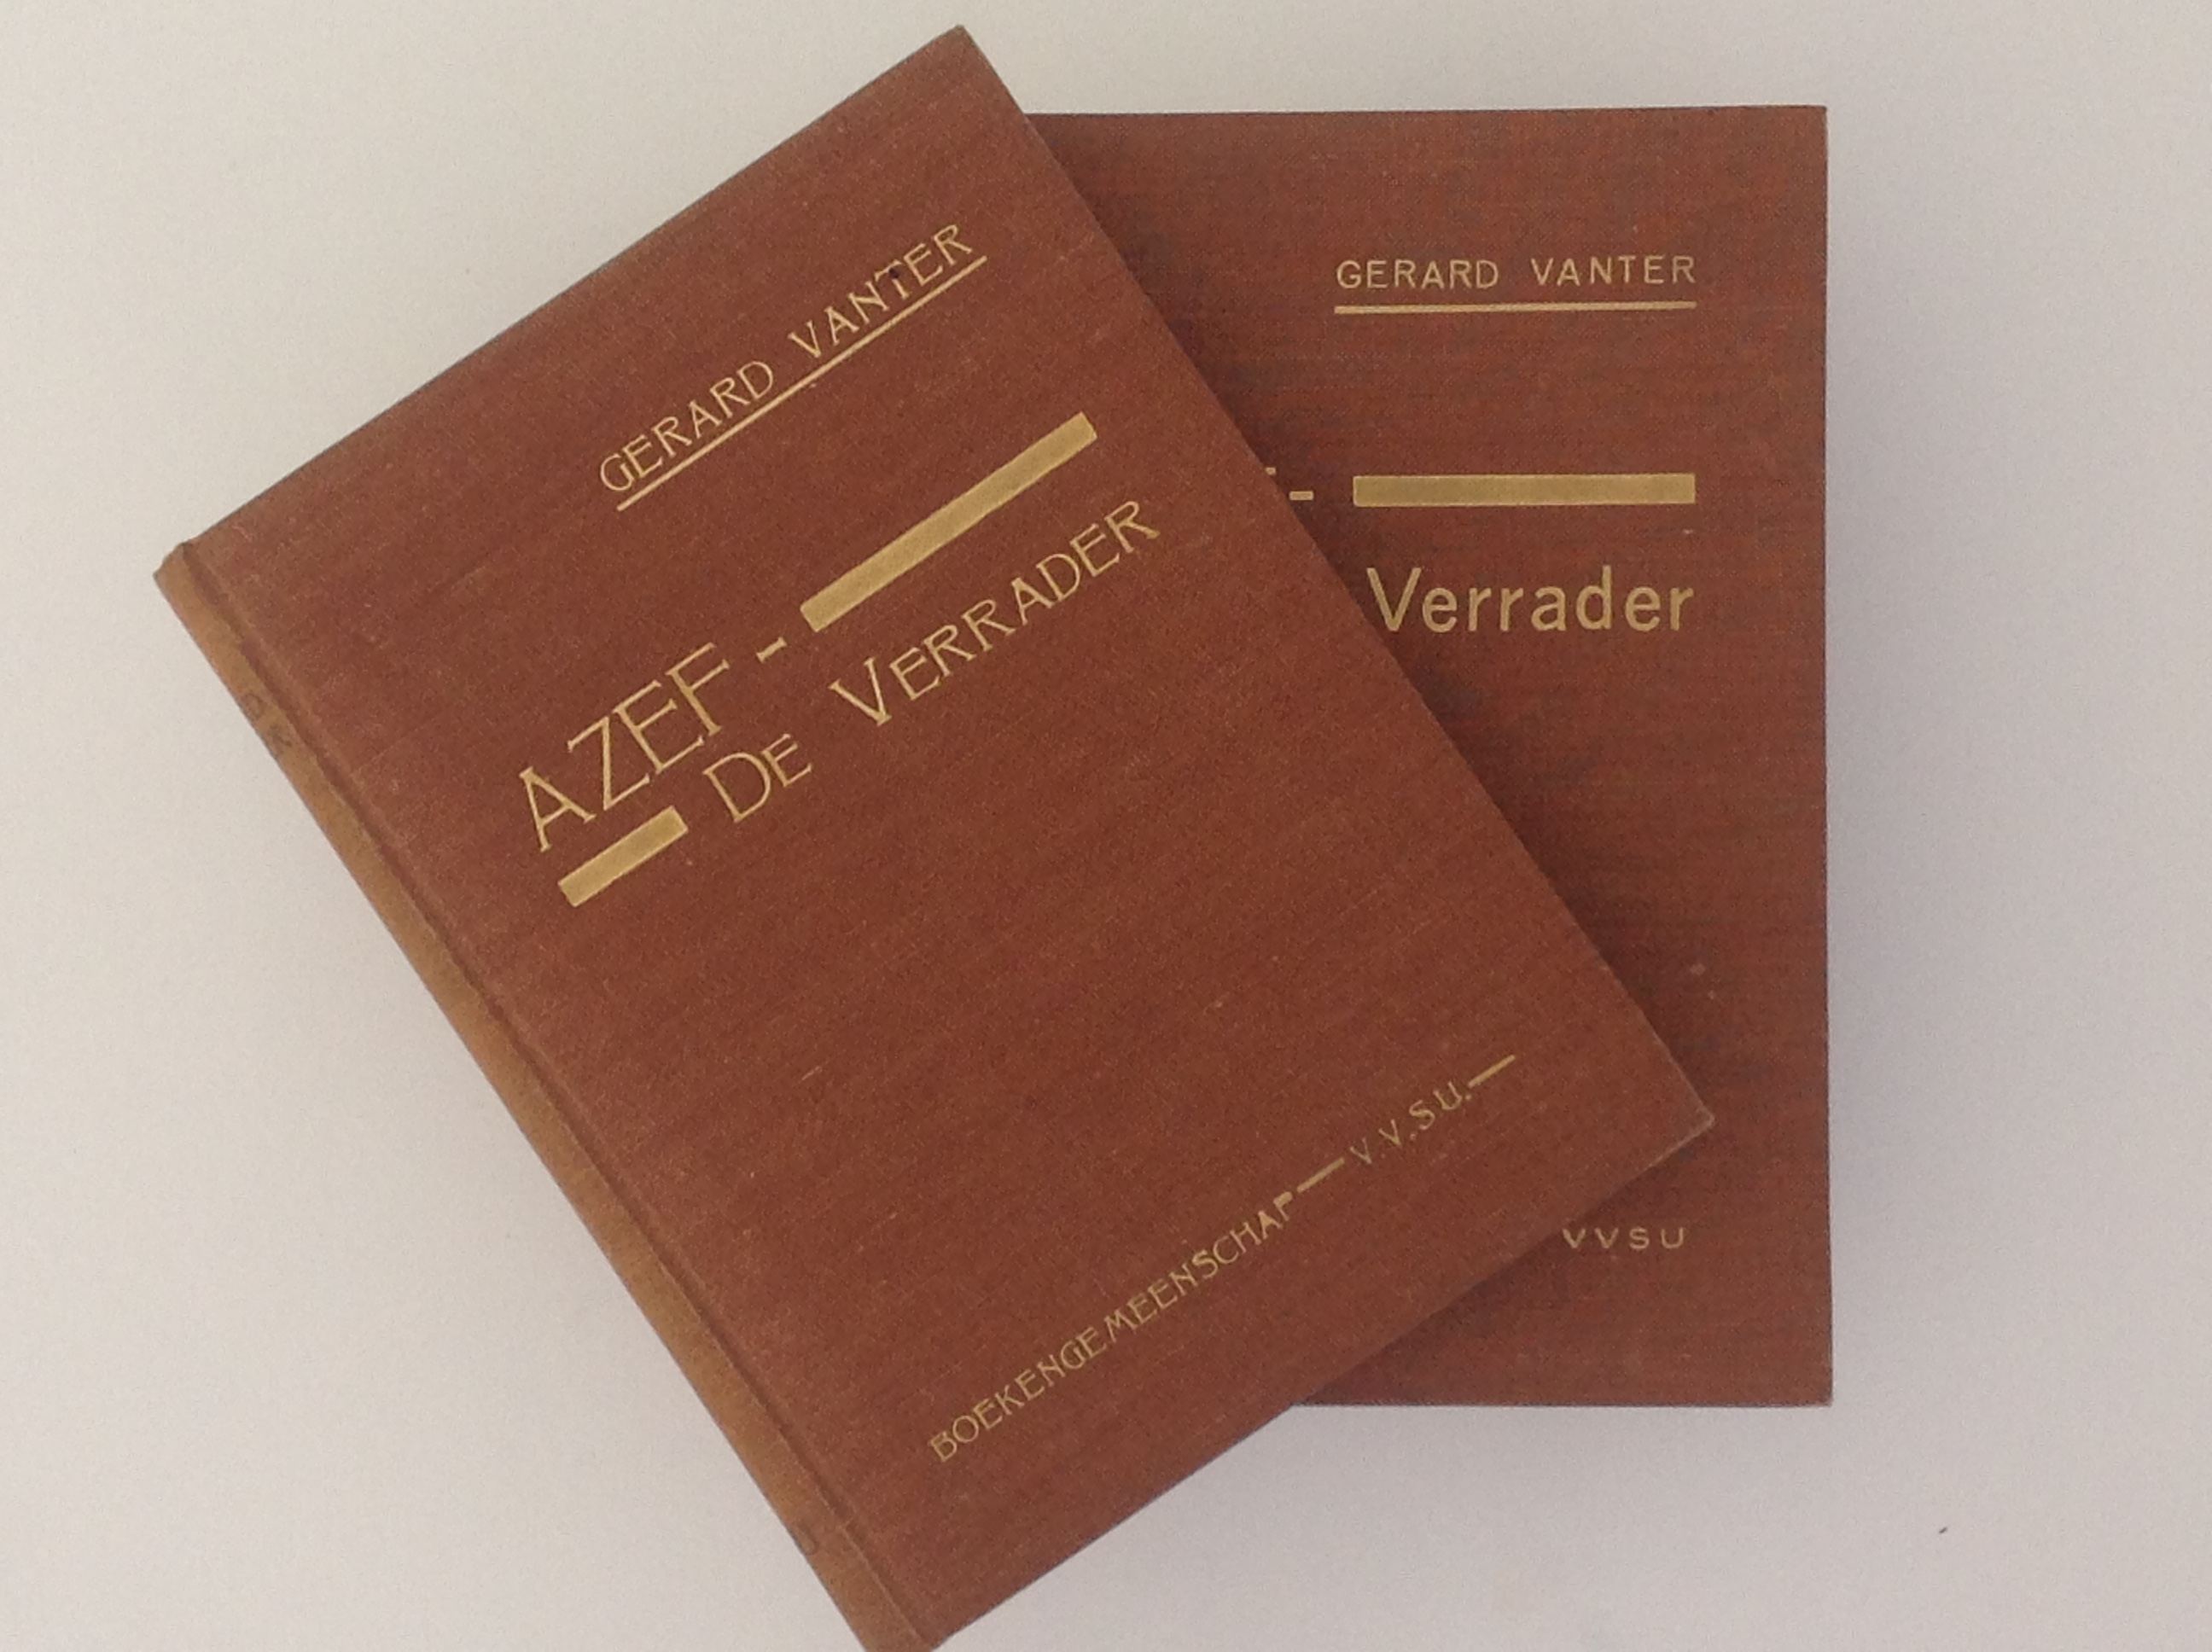 GERARD VANTER
AZEF -
DE VERRADER
BOEKENGEMEENSCHAP — V.V.S.U. —
GERARD VANTER
-
Verrader
VVSU